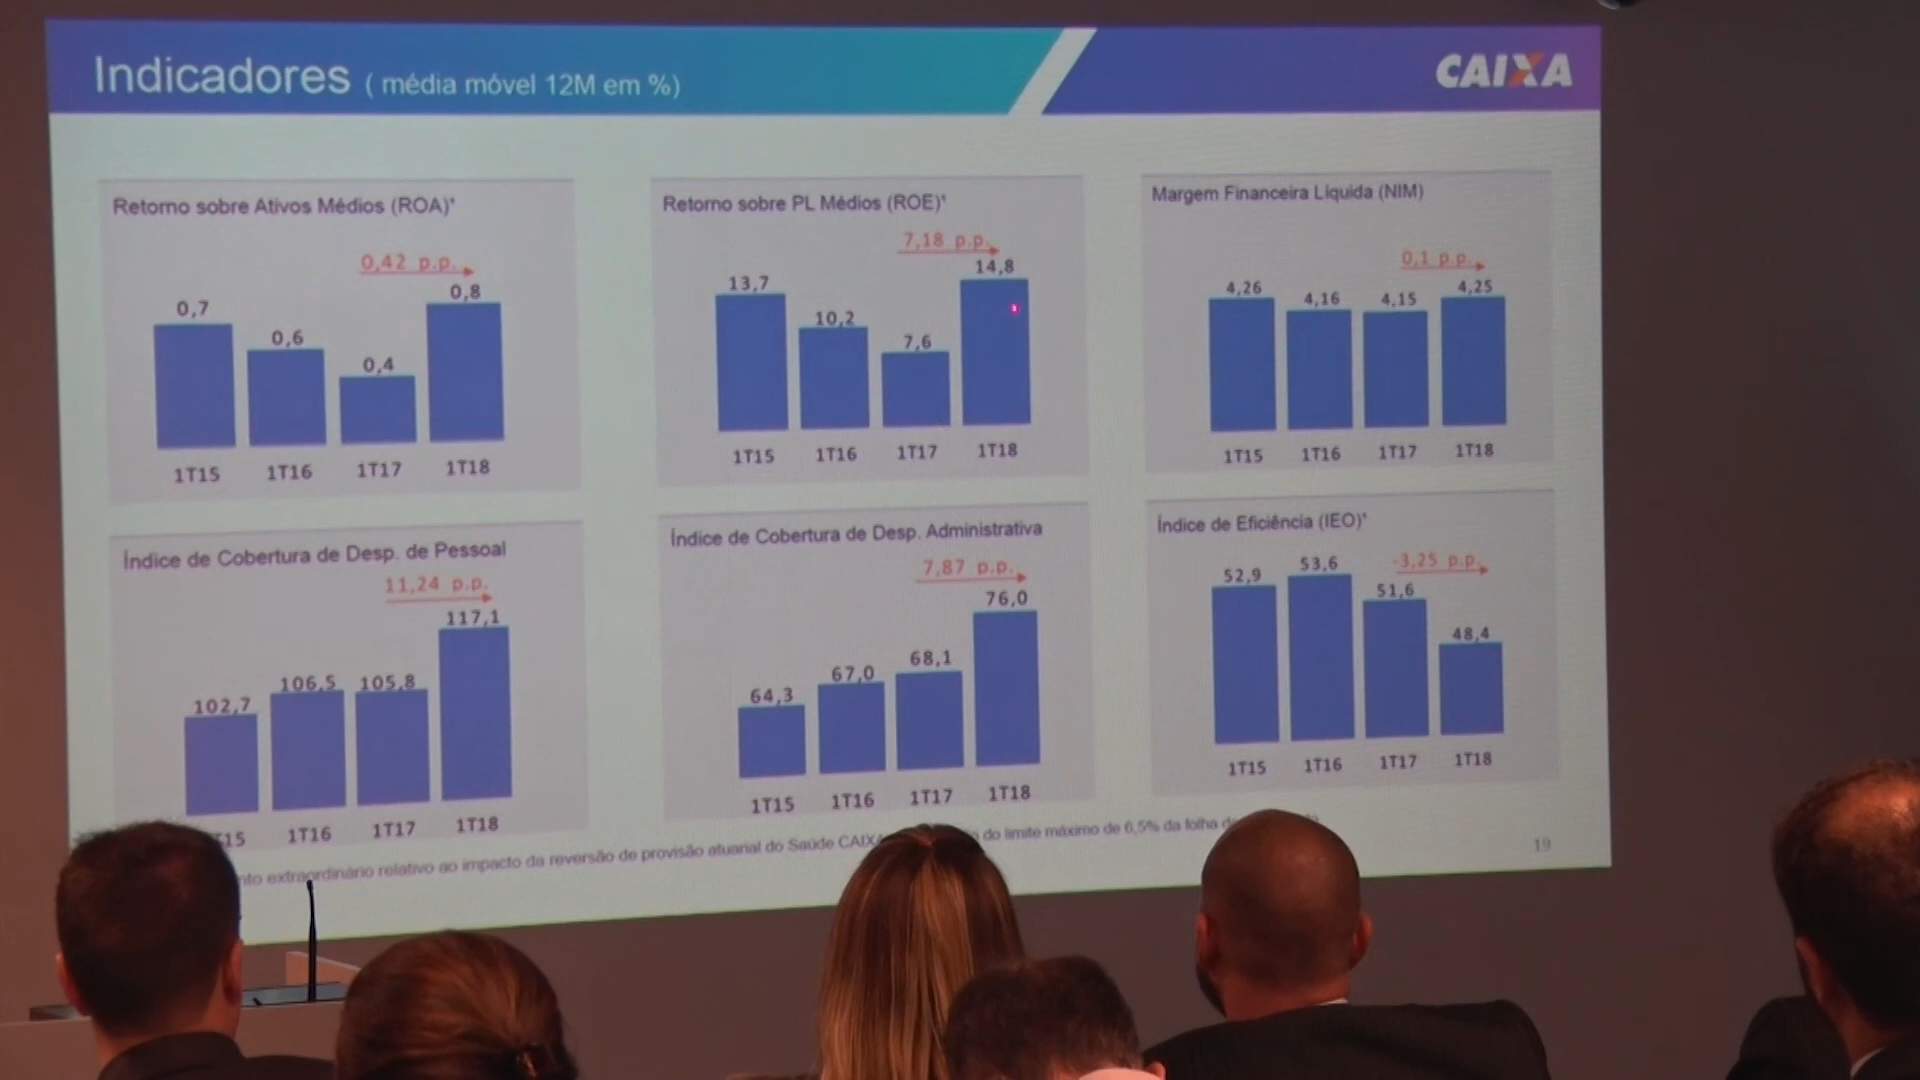 Indicadores ( média móvel 12M em %)
CAIXA
Retorno sobre Ativos Médios (ROA)¹
0,42 p.p.
0,7
0,6
0,4
0,8
1T15 1T16 1T17 1T18
Retorno sobre PL Médios (ROE)¹
7,18 p.p.
13,7
10,2
7,6
14,8
1T15 1T16 1T17 1T18
Margem Financeira Líquida (NIM)
0,1 p.p.
4,26
4,16
4,15
4,25
1T15 1T16 1T17 1T18
Índice de Cobertura de Desp. de Pessoal
11,24 p.p.
102,7
106,5
105,8
117,1
15 1T16 1T17 1T18
Índice de Cobertura de Desp. Administrativa
7,87 p.p.
64,3
67,0
68,1
76,0
1T15 1T16 1T17 1T18
Índice de Eficiência (IEO)¹
-3,25 p.p.
52,9
53,6
51,6
48,4
1T15 1T16 1T17 1T18
extraordinário relativo ao impacto da reversão de provisão atuarial do Saúde CAIXA do limite máximo de 6,5% da folha
19